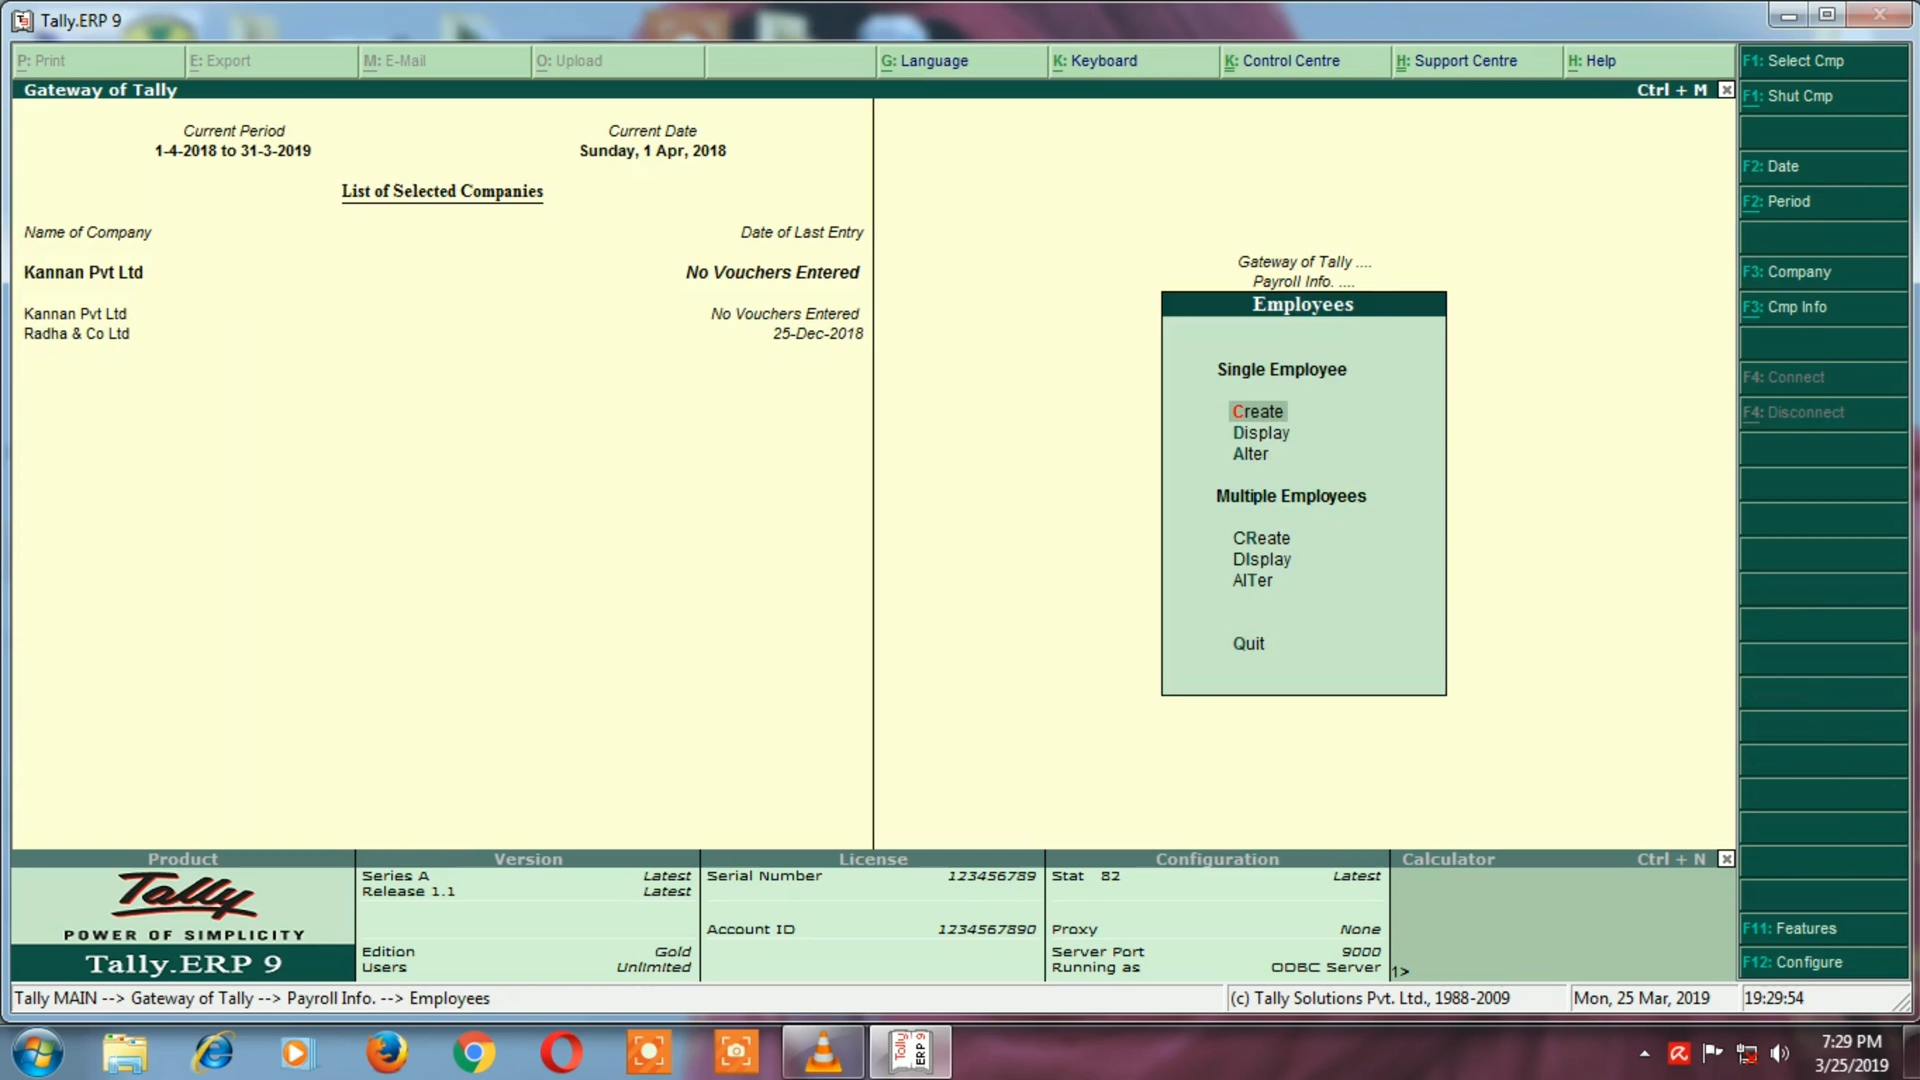 Tally.ERP 9
P: Print
E: Export
M: E-Mail
O: Upload
G: Language
K: Keyboard
K: Control Centre
H: Support Centre
H: Help
Gateway of Tally
Ctrl + M
Current Period
1-4-2018 to 31-3-2019
Current Date
Sunday, 1 Apr, 2018
List of Selected Companies
Name of Company
Date of Last Entry
Kannan Pvt Ltd
No Vouchers Entered
Kannan Pvt Ltd
No Vouchers Entered
Radha & Co Ltd
25-Dec-2018
Gateway of Tally ....
Payroll Info. ....
Employees
Single Employee
Create
Display
Alter
Multiple Employees
CReate
DIsplay
AlTer
Quit
F1: Select Cmp
F1: Shut Cmp
F2: Date
F2: Period
F3: Company
F3: Cmp Info
F4: Connect
F4: Disconnect
F11: Features
F12: Configure
Product
Tally
POWER OF SIMPLICITY
Tally.ERP 9
Version
Series A Latest
Release 1.1 Latest
Edition Gold
Users Unlimited
License
Serial Number 123456789
Account ID 1234567890
Configuration
Stat 82 Latest
Proxy None
Server Port 9000
Running as ODBC Server
Calculator
Ctrl + N
1>
Tally MAIN --> Gateway of Tally --> Payroll Info. --> Employees
(c) Tally Solutions Pvt. Ltd., 1988-2009
Mon, 25 Mar, 2019
19:29:54
Tally
ERP 9
7:29 PM
3/25/2019